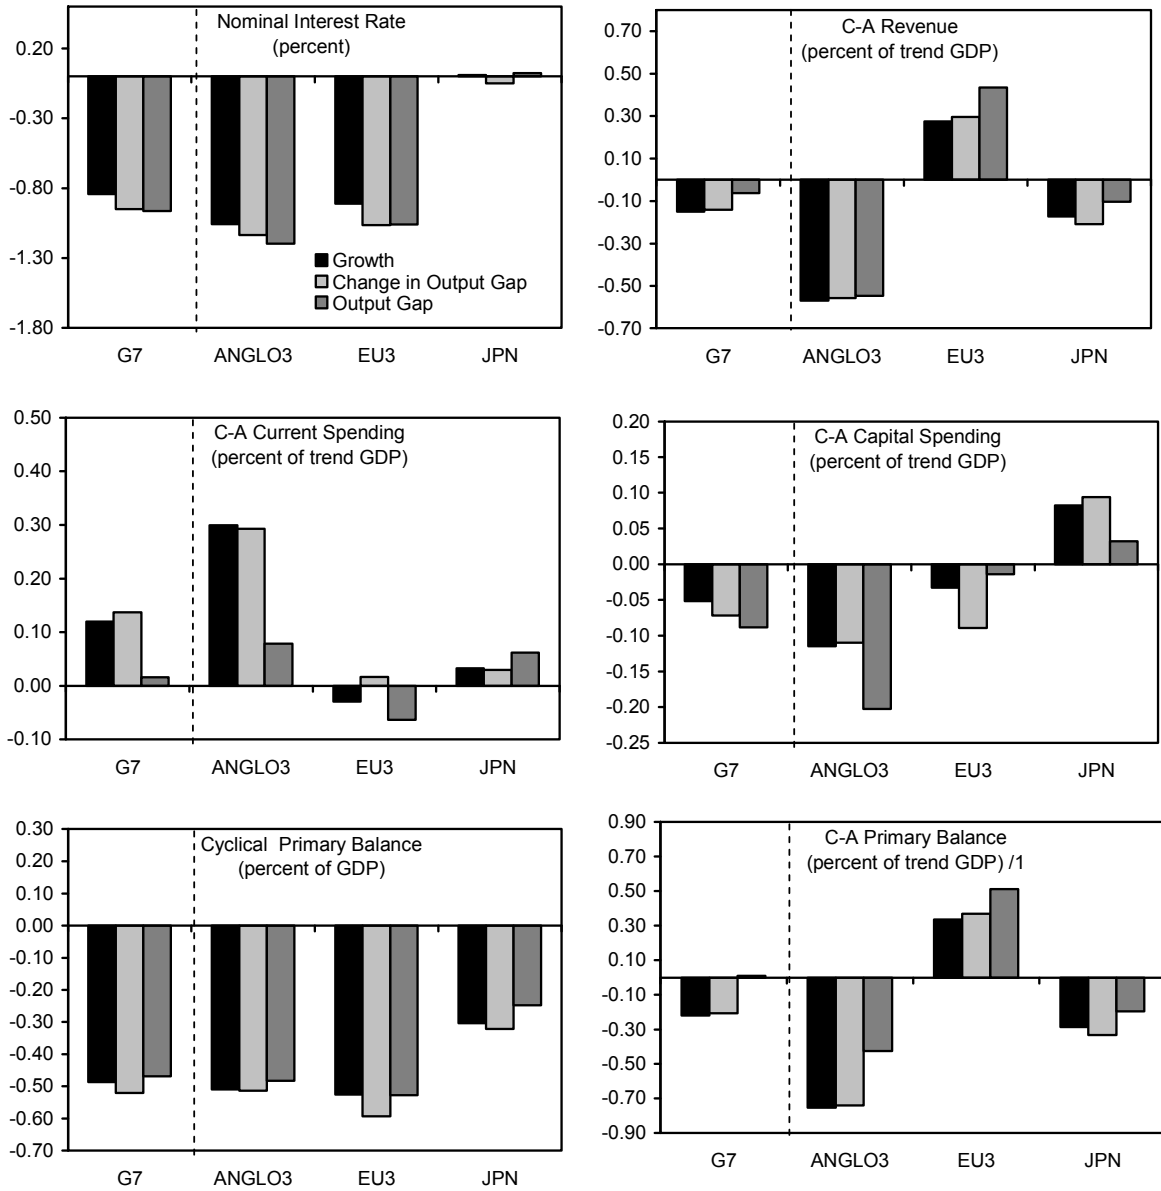 Nominal Interest Rate
(percent)
0.20
-0.30
-0.80
-1.30
-1.80
Growth
Change in Output Gap
Output Gap
G7 ANGLO3 EU3 JPN
C-A Revenue
(percent of trend GDP)
0.70
0.50
0.30
0.10
-0.10
-0.30
-0.50
-0.70
G7 ANGLO3 EU3 JPN
C-A Current Spending
(percent of trend GDP)
0.50
0.40
0.30
0.20
0.10
0.00
-0.10
G7 ANGLO3 EU3 JPN
C-A Capital Spending
(percent of trend GDP)
0.20
0.15
0.10
0.05
0.00
-0.05
-0.10
-0.15
-0.20
-0.25
G7 ANGLO3 EU3 JPN
Cyclical Primary Balance
(percent of GDP)
0.30
0.20
0.10
0.00
-0.10
-0.20
-0.30
-0.40
-0.50
-0.60
-0.70
G7 ANGLO3 EU3 JPN
C-A Primary Balance
(percent of trend GDP) /1
0.90
0.70
0.50
0.30
0.10
-0.10
-0.30
-0.50
-0.70
-0.90
G7 ANGLO3 EU3 JPN